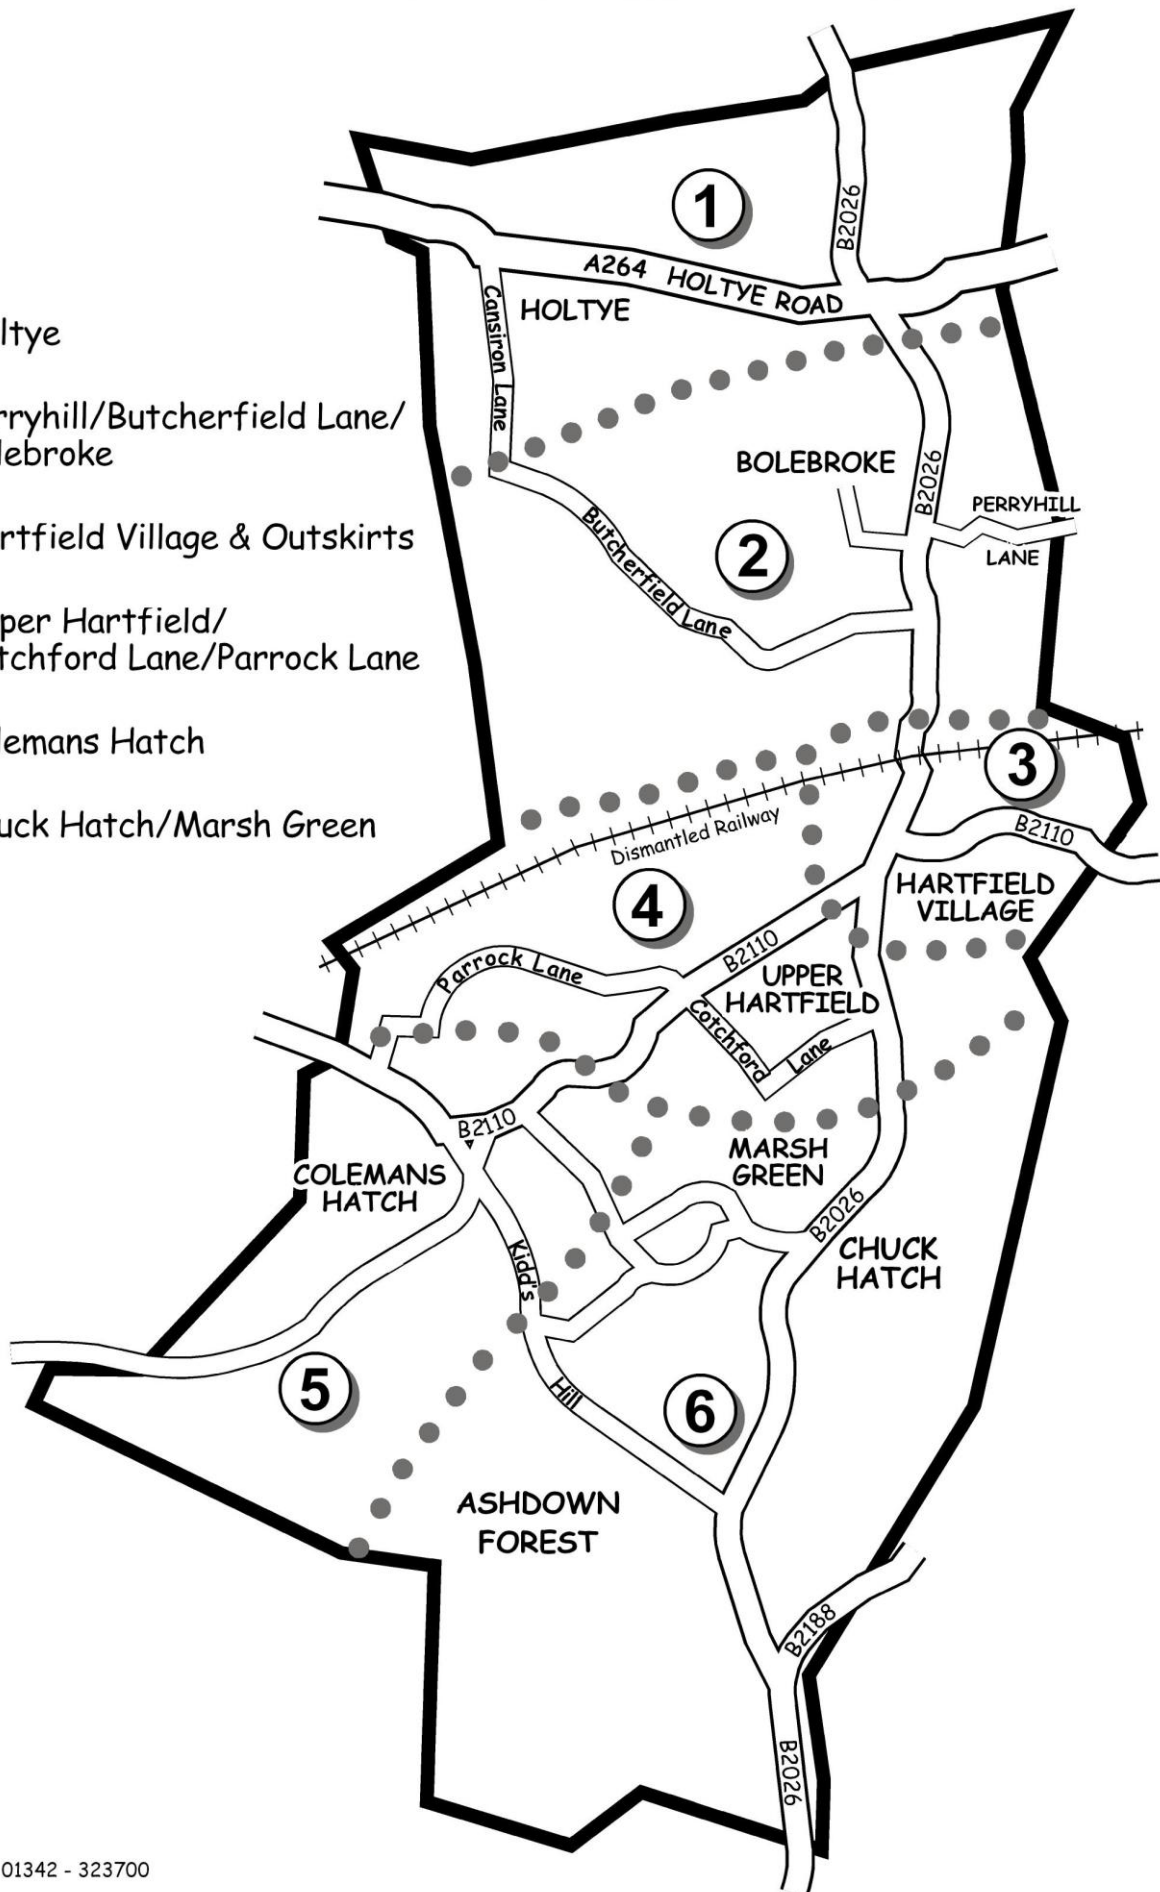 ltye
rryhill/Butcherfield Lane/
lebroke
rtfield Village & Outskirts
per Hartfield/
tchford Lane/Parrock Lane
lemans Hatch
uck Hatch/Marsh Green
1
B2026
A264 HOLTYE ROAD
HOLTYE
Cansiron Lane
BOLEBROKE
B2026
PERRYHILL
LANE
2
Butcherfield Lane
3
Dismantled Railway
B2110
HARTFIELD
VILLAGE
4
B2110
Parrock Lane
UPPER
HARTFIELD
Cotchford Lane
B2110
MARSH
GREEN
COLEMANS
HATCH
B2026
CHUCK
HATCH
Kidd's Hill
5
6
ASHDOWN
FOREST
B2188
B2026
01342 - 323700